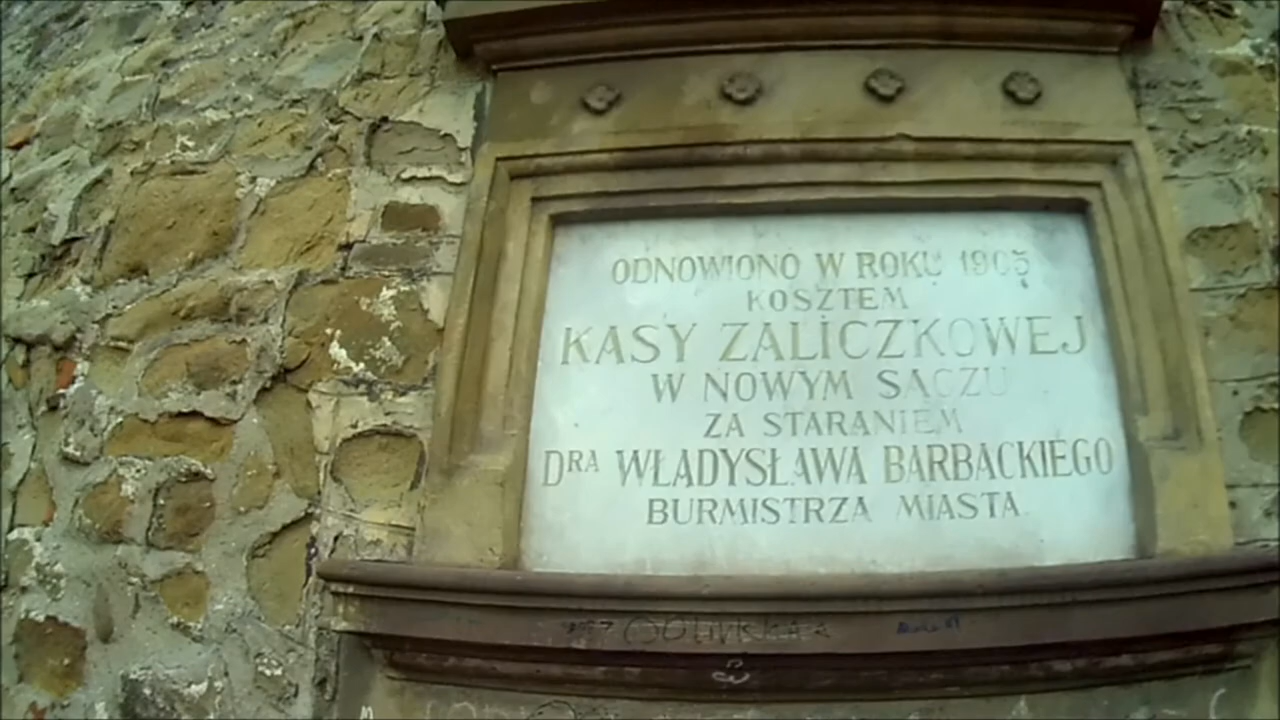 ODNOWIONO W ROKU 1905
KOSZTEM
KASY ZALICZKOWEJ
W NOWYM SĄCZU
ZA STARANIEM
DRA WŁADYSŁAWA BARBACKIEGO
BURMISTRZA MIASTA